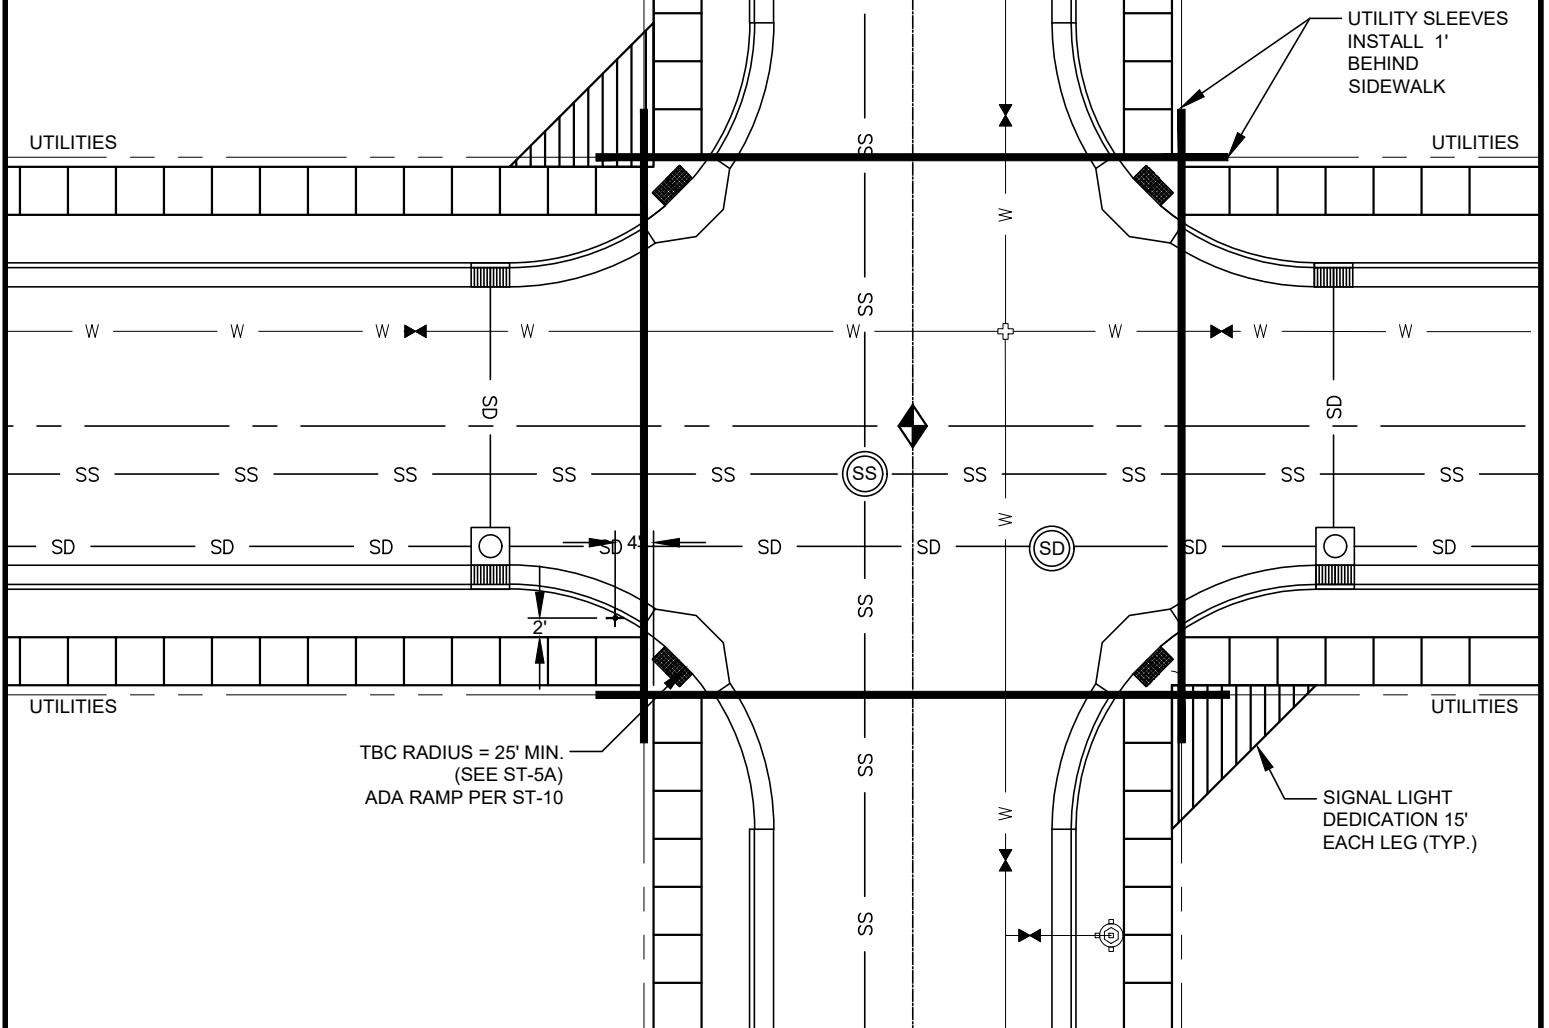 UTILITY SLEEVES
INSTALL 1'
BEHIND
SIDEWALK
UTILITIES
UTILITIES
SS
W
SS
W W W W W W W W
SD
SD
SS SS SS SS SS SS SS SS SS
SS
W
SD SD SD SD 4' SD SD SD SD SD
SS
2'
UTILITIES
UTILITIES
TBC RADIUS = 25' MIN.
(SEE ST-5A)
ADA RAMP PER ST-10
SS
W
SIGNAL LIGHT
DEDICATION 15'
EACH LEG (TYP.)
SS